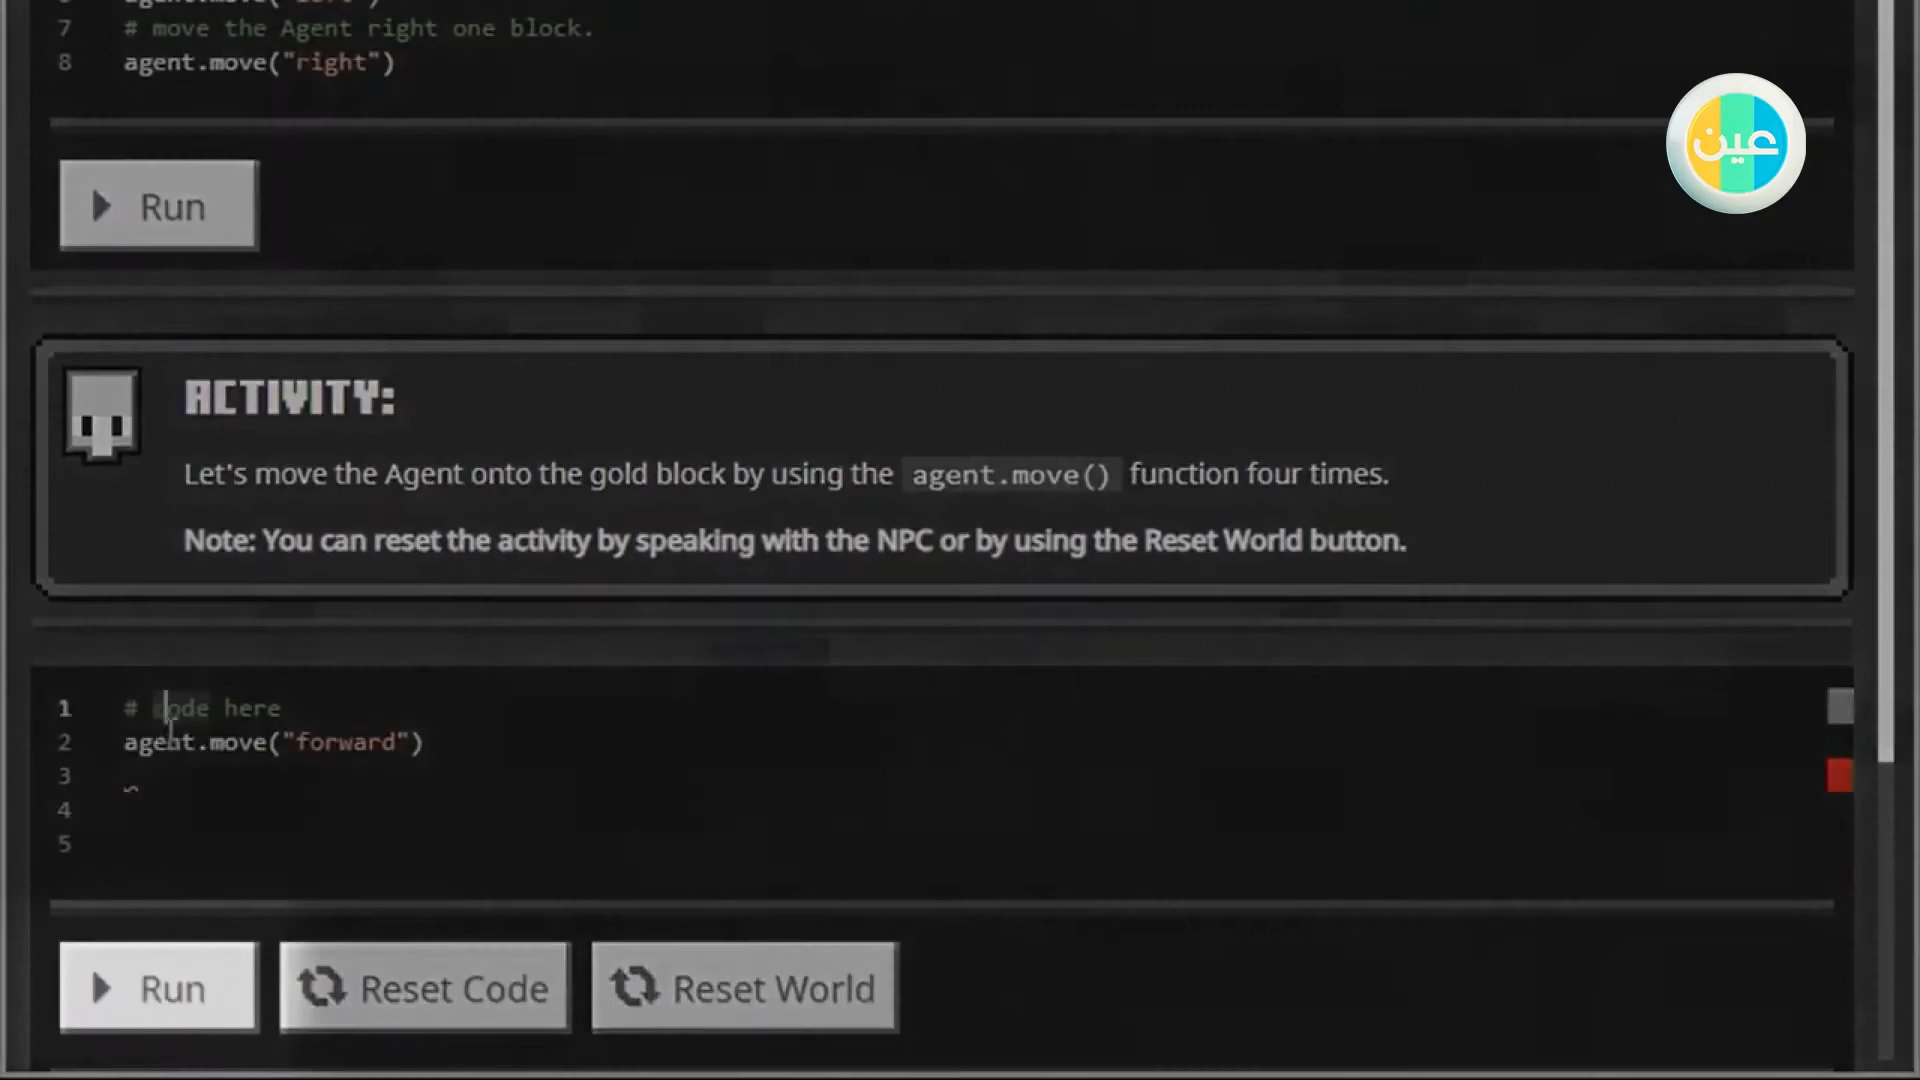 7 # move the Agent right one block.
8 agent.move("right")
عين
Run
ACTIVITY:
Let's move the Agent onto the gold block by using the agent.move() function four times.
Note: You can reset the activity by speaking with the NPC or by using the Reset World button.
1 # code here
2 agent.move("forward")
3
4
5
Run
Reset Code
Reset World